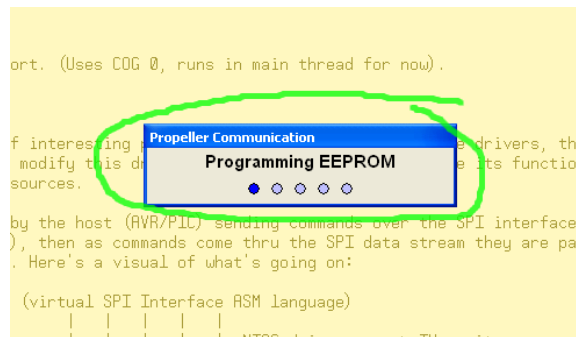 ort. (Uses COG 0, runs in main thread for now).
f interesting drivers, th
Propeller Communication
modify this dr e its functio
Programming EEPROM
sources.
by the host (AVR/PIC) sending commands over the SPI interface
), then as commands come thru the SPI data stream they are pa
. Here's a visual of what's going on:
(virtual SPI Interface ASM language)
| | | | |